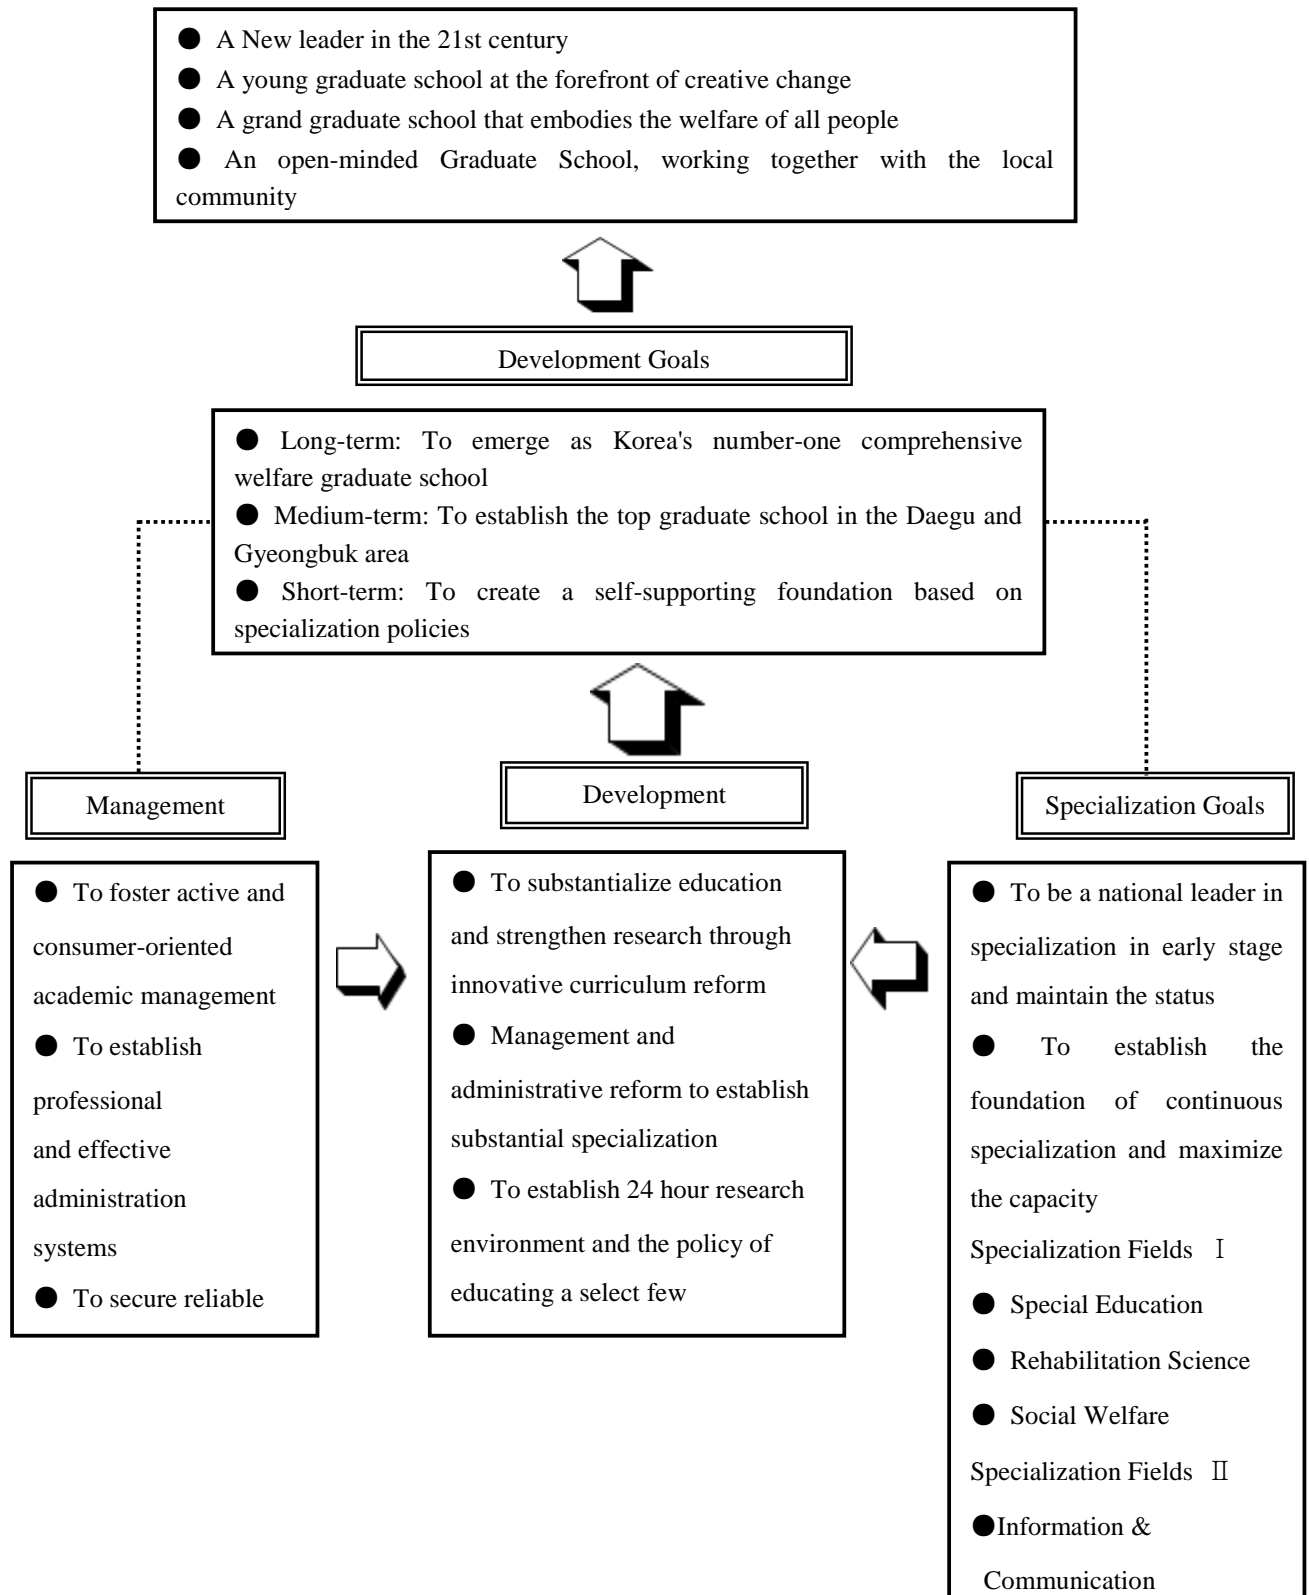 ● A New leader in the 21st century
● A young graduate school at the forefront of creative change
● A grand graduate school that embodies the welfare of all people
● An open-minded Graduate School, working together with the local
community
Development Goals
● Long-term: To emerge as Korea's number-one comprehensive
welfare graduate school
● Medium-term: To establish the top graduate school in the Daegu and
Gyeongbuk area
● Short-term: To create a self-supporting foundation based on
specialization policies
Management
● To foster active and
consumer-oriented
academic management
● To establish
professional
and effective
administration
systems
● To secure reliable
Development
● To substantialize education
and strengthen research through
innovative curriculum reform
● Management and
administrative reform to establish
substantial specialization
● To establish 24 hour research
environment and the policy of
educating a select few
Specialization Goals
● To be a national leader in
specialization in early stage
and maintain the status
● To establish the
foundation of continuous
specialization and maximize
the capacity
Specialization Fields Ⅰ
● Special Education
● Rehabilitation Science
● Social Welfare
Specialization Fields Ⅱ
●Information &
Communication